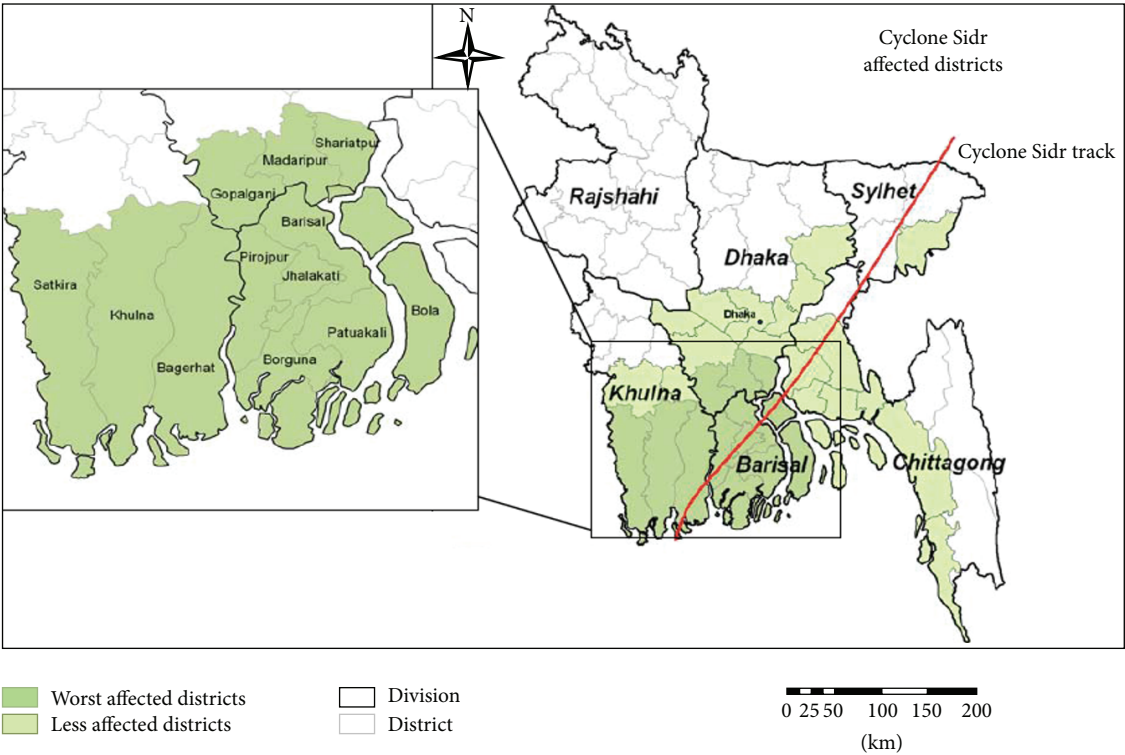 N
Cyclone Sidr
affected districts
Cyclone Sidr track
Shariatpur
Madaripur
Gopalganj
Barisal
Pirojpur
Jhalakati
Satkira
Khulna
Bola
Patuakali
Borguna
Bagerhat
Rajshahi
Sylhet
Dhaka
Dhaka
Khulna
Barisal
Chittagong
Worst affected districts
Less affected districts
Division
District
0 25 50 100 150 200
(km)